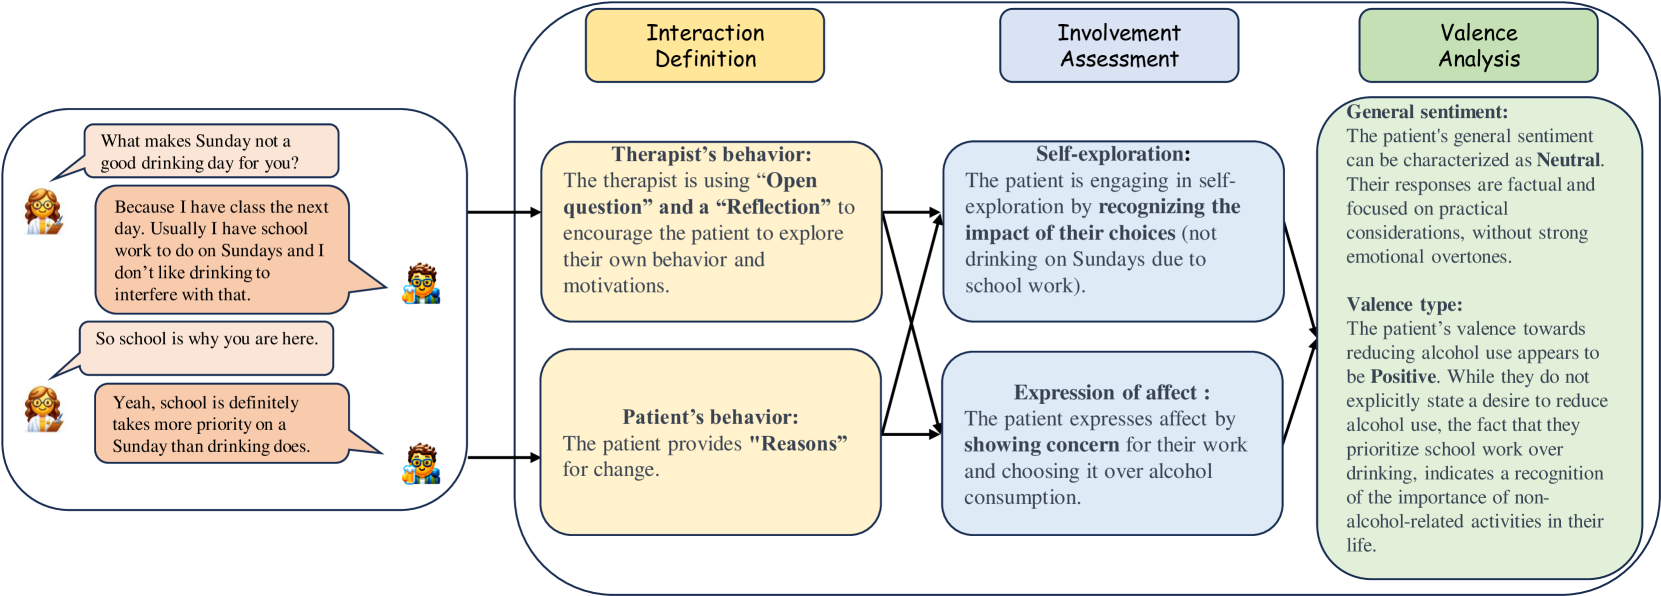 What makes Sunday not a
good drinking day for you?
Because I have class the next
day. Usually I have school
work to do on Sundays and I
don’t like drinking to
interfere with that.
So school is why you are here.
Yeah, school is definitely
takes more priority on a
Sunday than drinking does.
Interaction
Definition
Therapist’s behavior:
The therapist is using “Open
question” and a “Reflection” to
encourage the patient to explore
their own behavior and
motivations.
Patient’s behavior:
The patient provides "Reasons”
for change.
Involvement
Assessment
Self-exploration:
The patient is engaging in self-
exploration by recognizing the
impact of their choices (not
drinking on Sundays due to
school work).
Expression of affect :
The patient expresses affect by
showing concern for their work
and choosing it over alcohol
consumption.
Valence
Analysis
General sentiment:
The patient's general sentiment
can be characterized as Neutral.
Their responses are factual and
focused on practical
considerations, without strong
emotional overtones.
Valence type:
The patient’s valence towards
reducing alcohol use appears to
be Positive. While they do not
explicitly state a desire to reduce
alcohol use, the fact that they
prioritize school work over
drinking, indicates a recognition
of the importance of non-
alcohol-related activities in their
life.